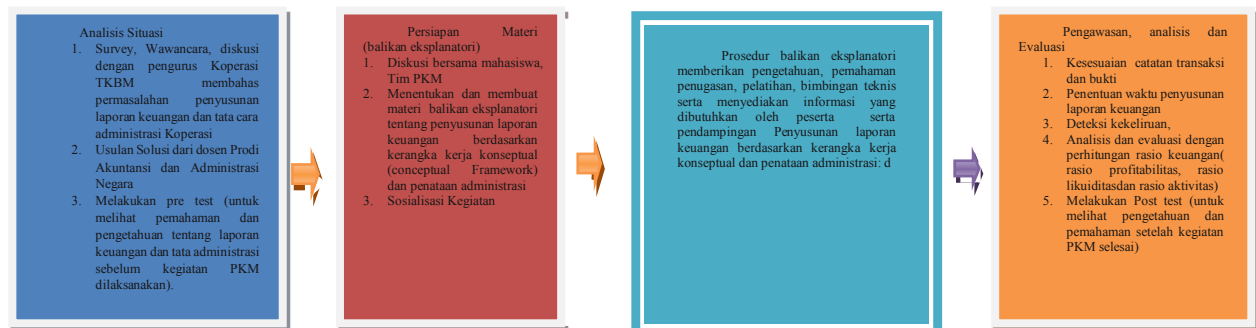 Analisis Situasi
1. Survey, Wawancara, diskusi
dengan pengurus Koperasi
TKBM membahas
permasalahan penyusunan
laporan keuangan dan tata cara
administrasi Koperasi
2. Usulan Solusi dari dosen Prodi
Akuntansi dan Administrasi
Negara
3. Melakukan pre test (untuk
melihat pemahaman dan
pengetahuan tentang laporan
keuangan dan tata administrasi
sebelum kegiatan PKM
dilaksanakan).
Persiapan Materi
(balikan eksplanatori)
1. Diskusi bersama mahasiswa,
Tim PKM
2. Menentukan dan membuat
materi balikan eksplanatori
tentang penyusunan laporan
keuangan berdasarkan
kerangka kerja konseptual
(conceptual Framework)
dan penataan administrasi
3. Sosialisasi Kegiatan
Prosedur balikan eksplanatori
memberikan pengetahuan, pemahaman
penugasan, pelatihan, bimbingan teknis
serta menyediakan informasi yang
dibutuhkan oleh peserta serta
pendampingan Penyusunan laporan
keuangan berdasarkan kerangka kerja
konseptual dan penataan administrasi: d
Pengawasan, analisis dan
Evaluasi
1. Kesesuaian catatan transaksi
dan bukti
2. Penentuan waktu penyusunan
laporan keuangan
3. Deteksi kekeliruan,
4. Analisis dan evaluasi dengan
perhitungan rasio keuangan(
rasio profitabilitas, rasio
likuiditasdan rasio aktivitas)
5. Melakukan Post test (untuk
melihat pengetahuan dan
pemahaman setelah kegiatan
PKM selesai)